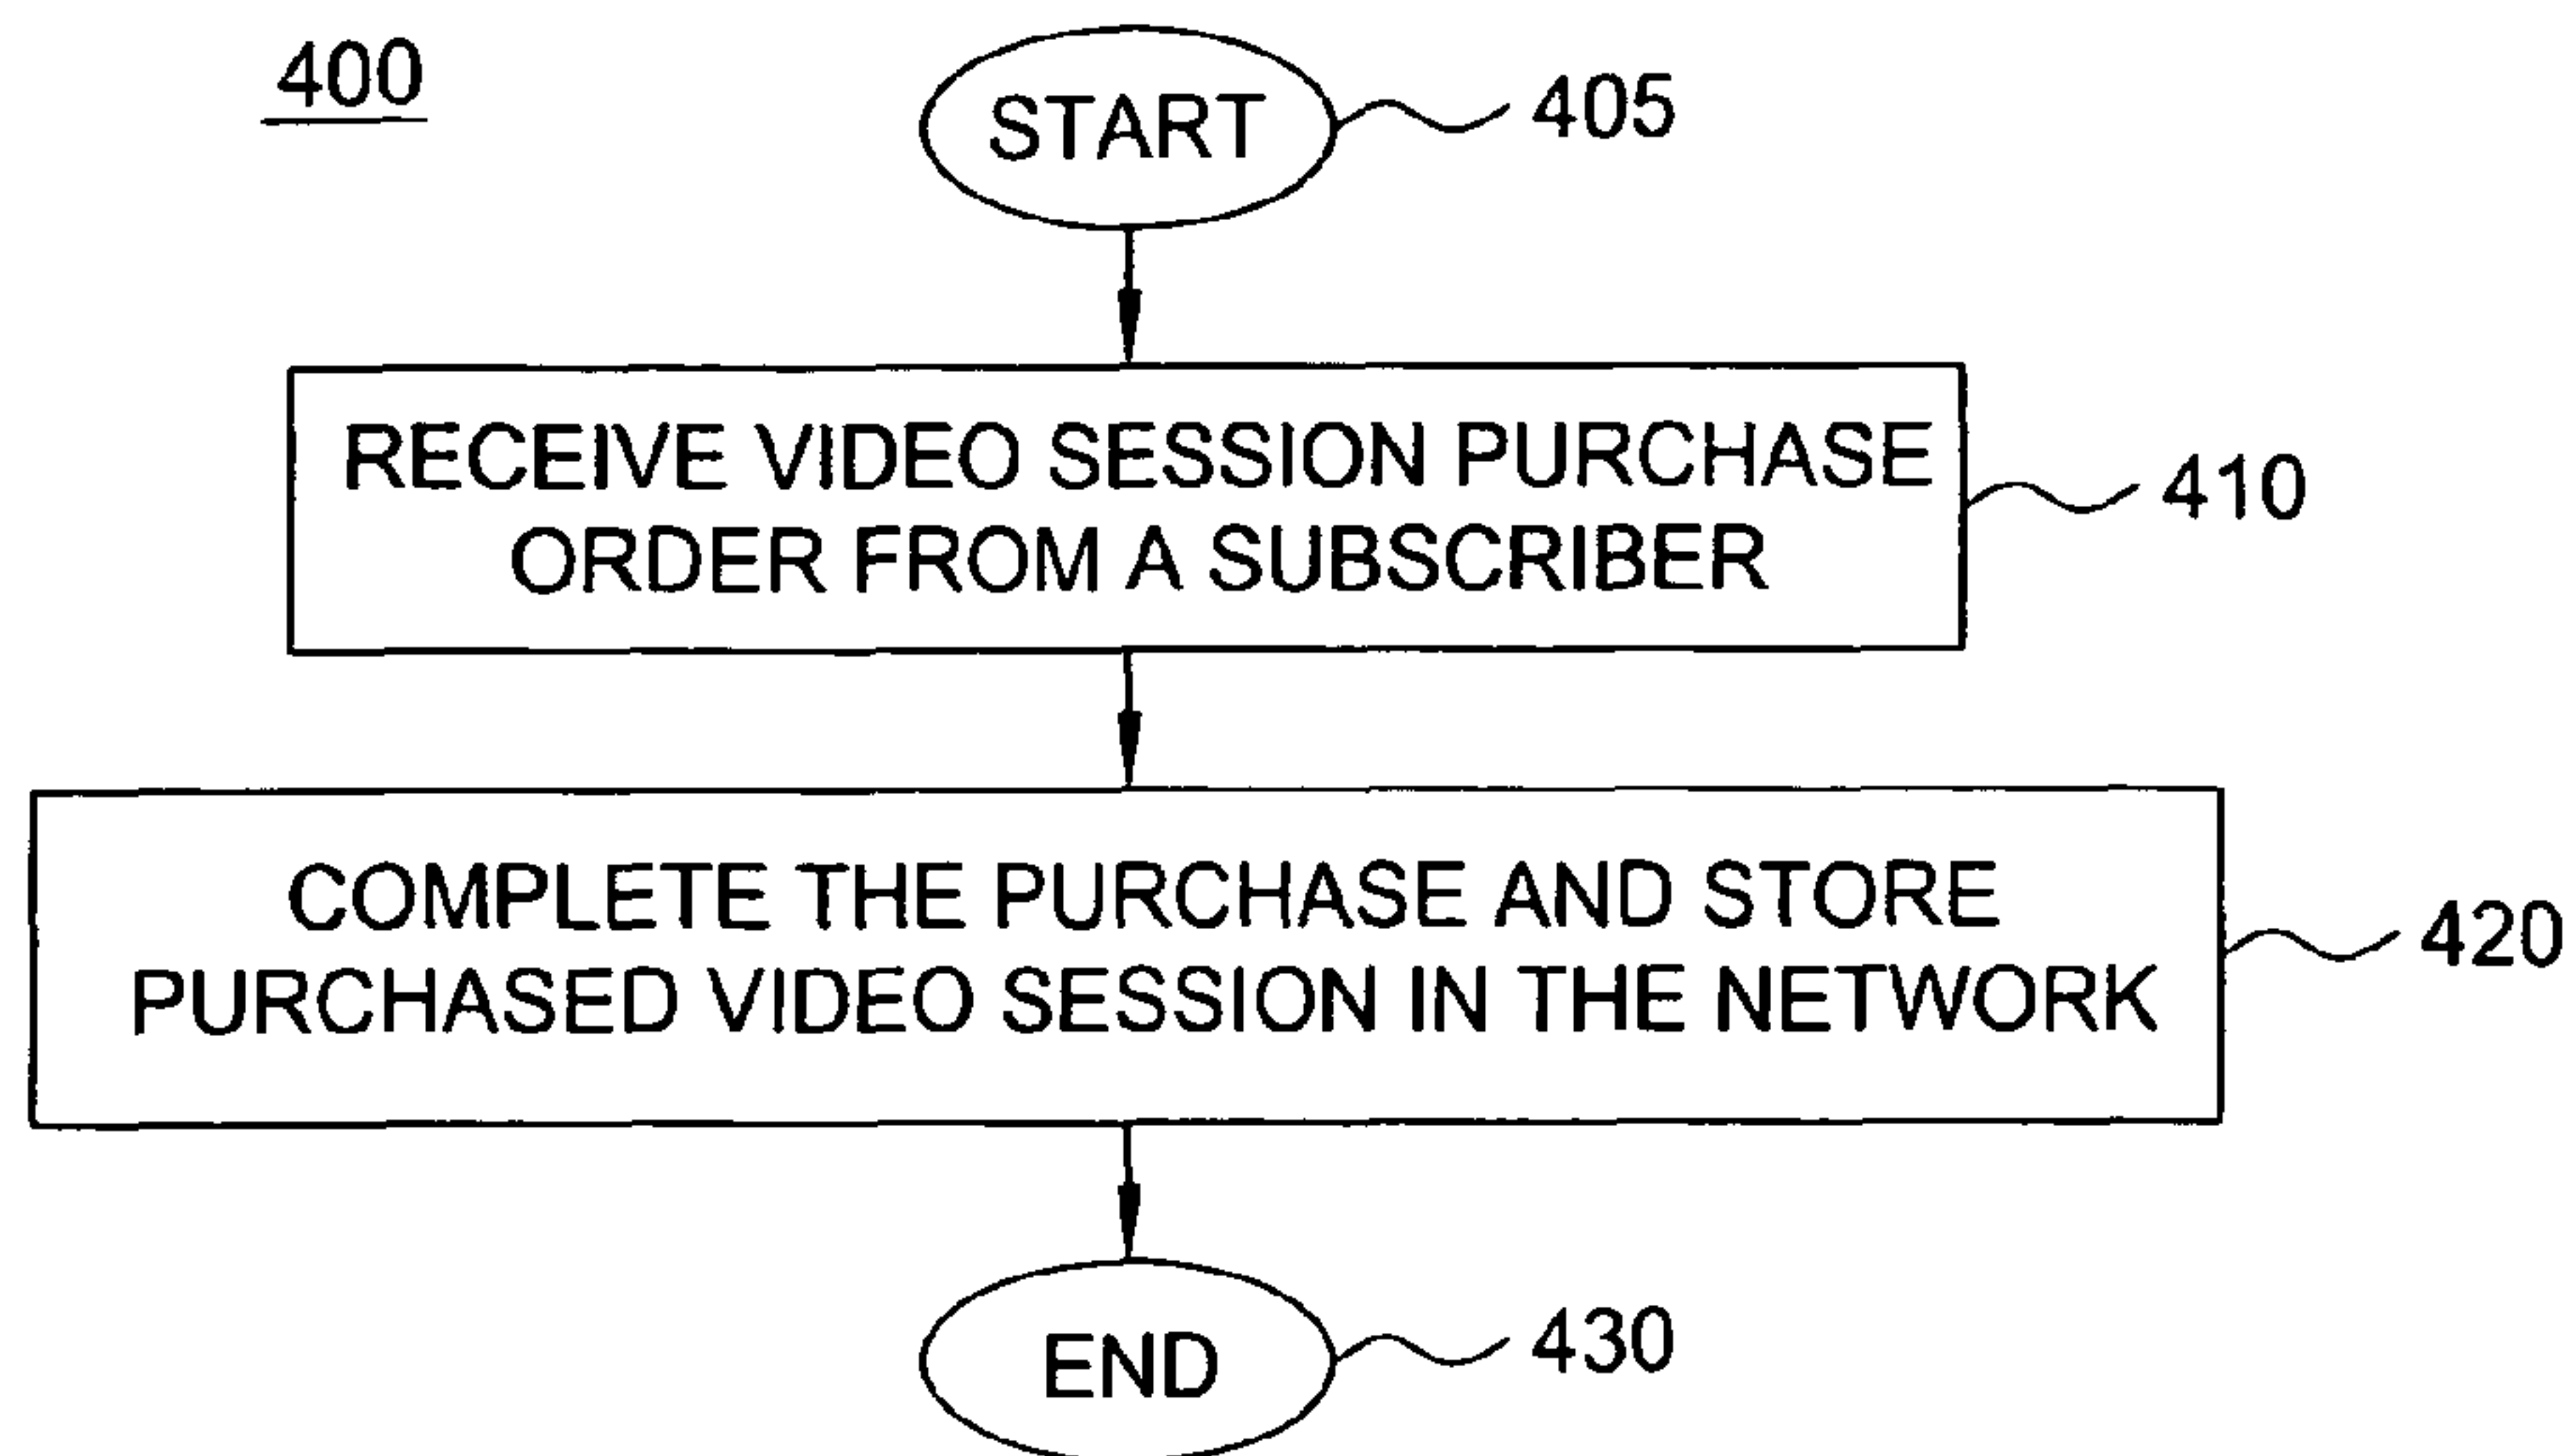 400
START
405
RECEIVE VIDEO SESSION PURCHASE
ORDER FROM A SUBSCRIBER
410
COMPLETE THE PURCHASE AND STORE
PURCHASED VIDEO SESSION IN THE NETWORK
420
END
430